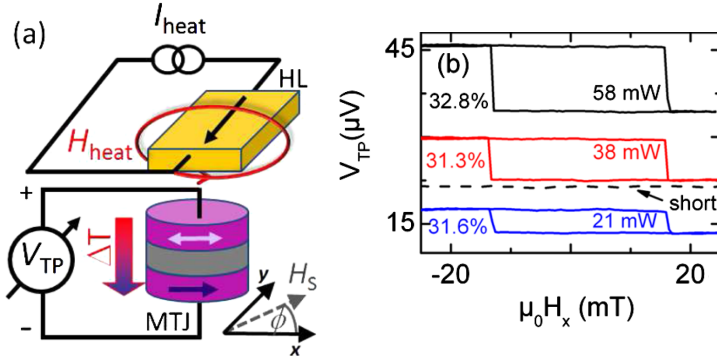 (a)
I_heat
HL
H_heat
+
V_TP
ΔT
−
MTJ
y
H_S
ϕ
x
(b)
45
32.8%
58 mW
31.3%
38 mW
short
15
31.6%
21 mW
V_TP(μV)
-20
20
μ₀H_x (mT)